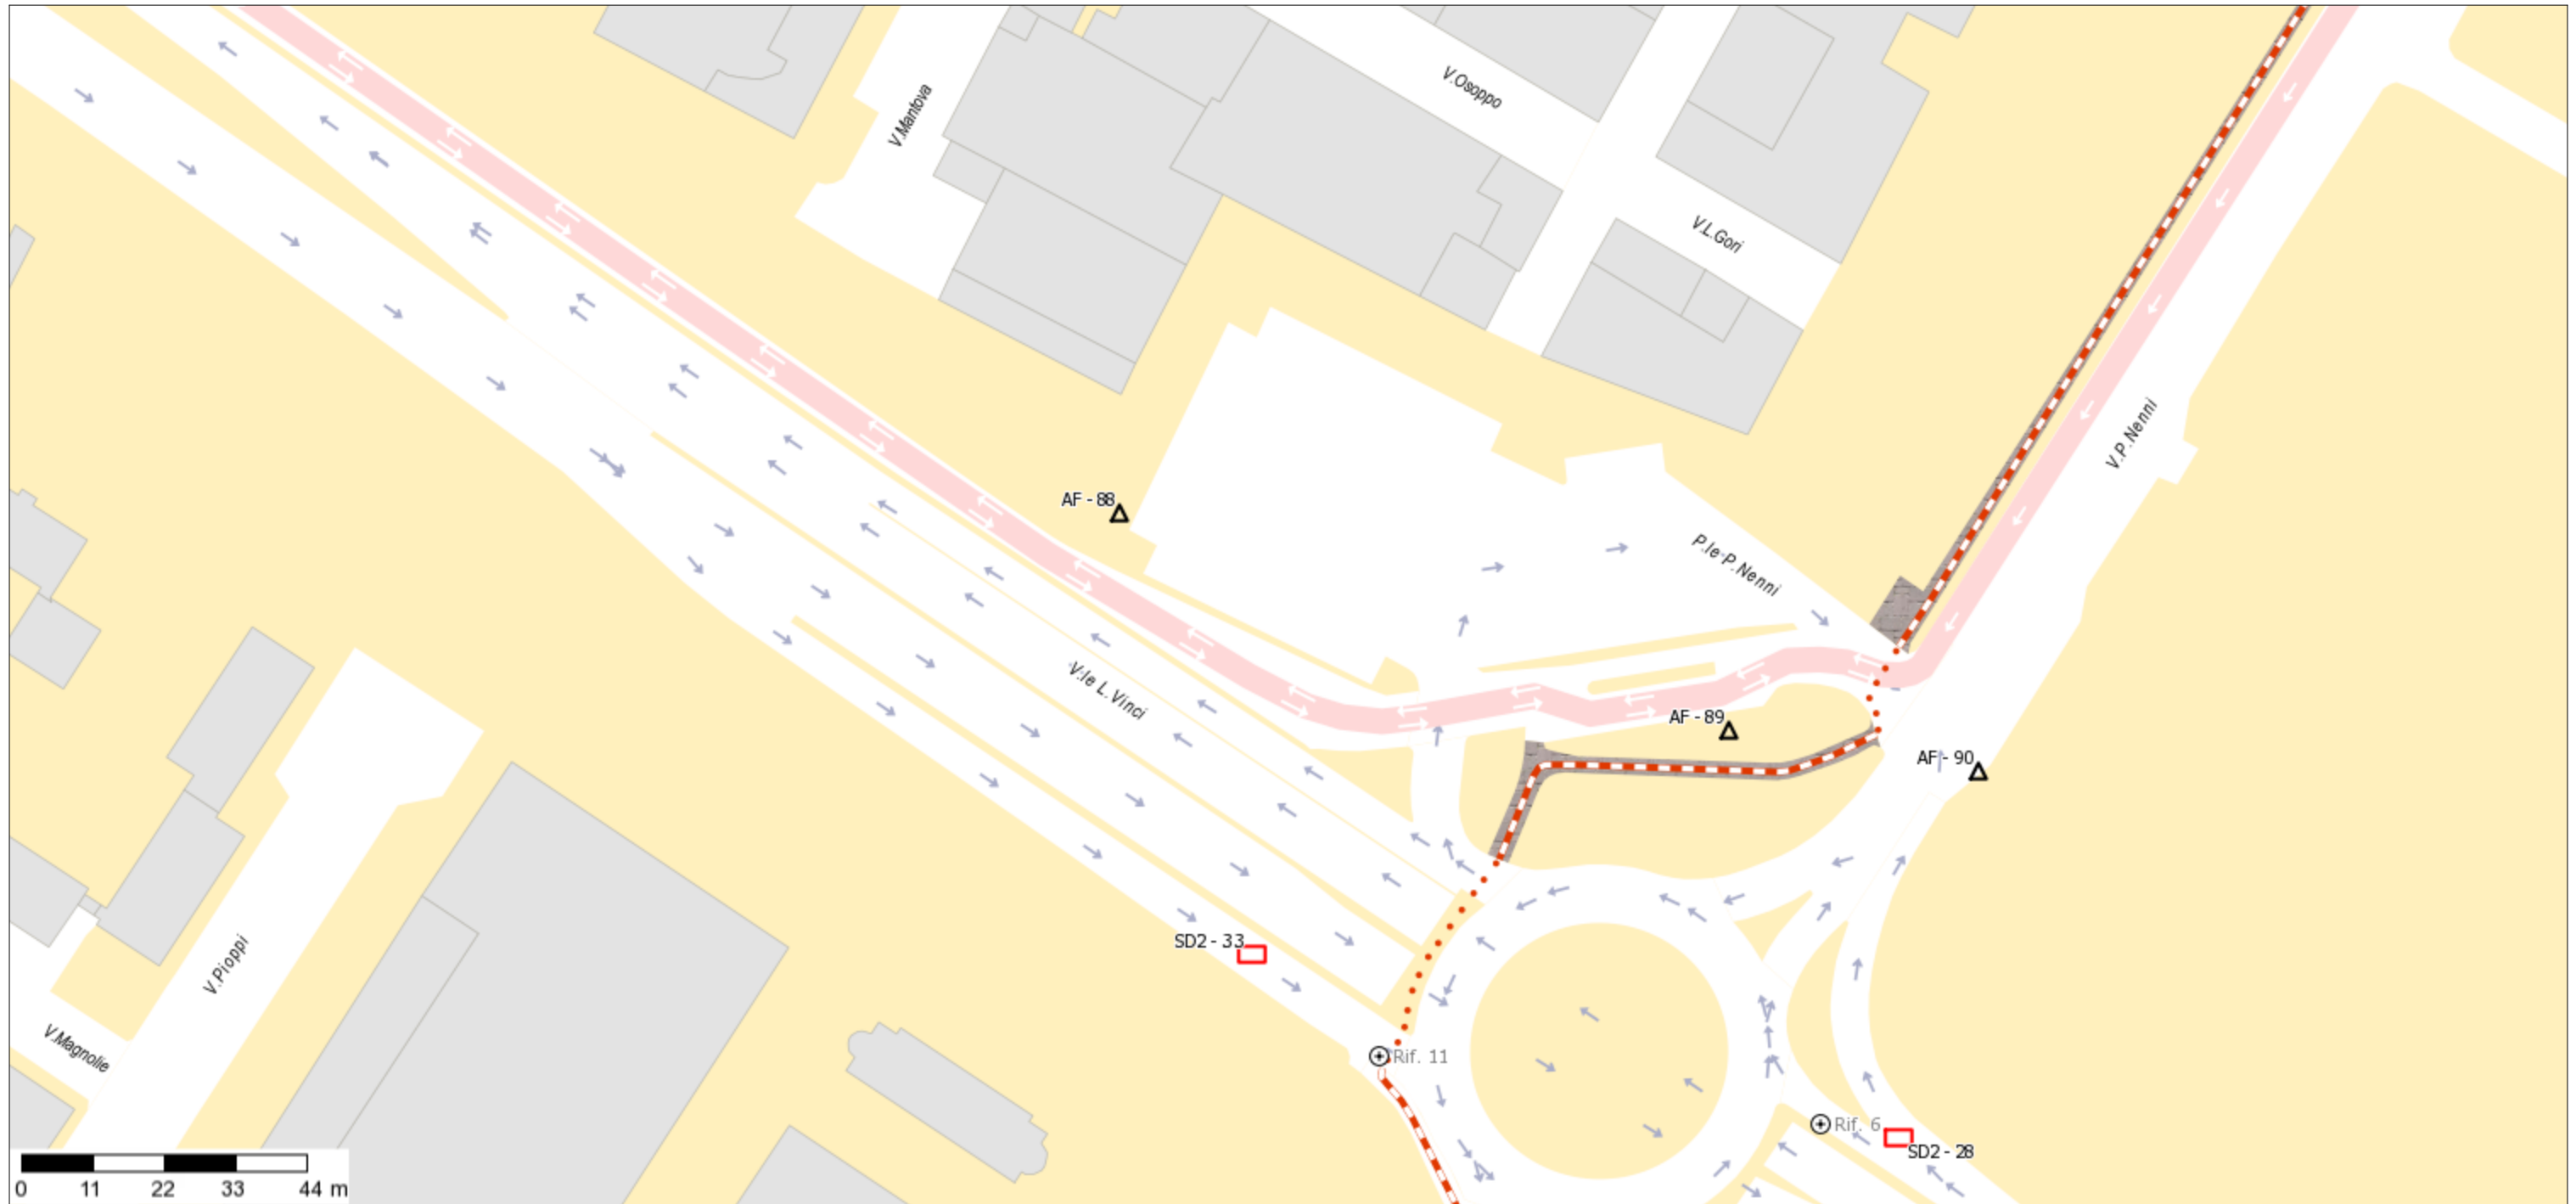 V.Mantova
V.Osoppo
V.L.Gori
V.P.Nenni
AF - 88
P.le P.Nenni
V.le L.Vinci
AF - 89
AF - 90
SD2 - 33
V.Pioppi
V.Magnolie
Rif. 11
Rif. 6
SD2 - 28
0 11 22 33 44 m